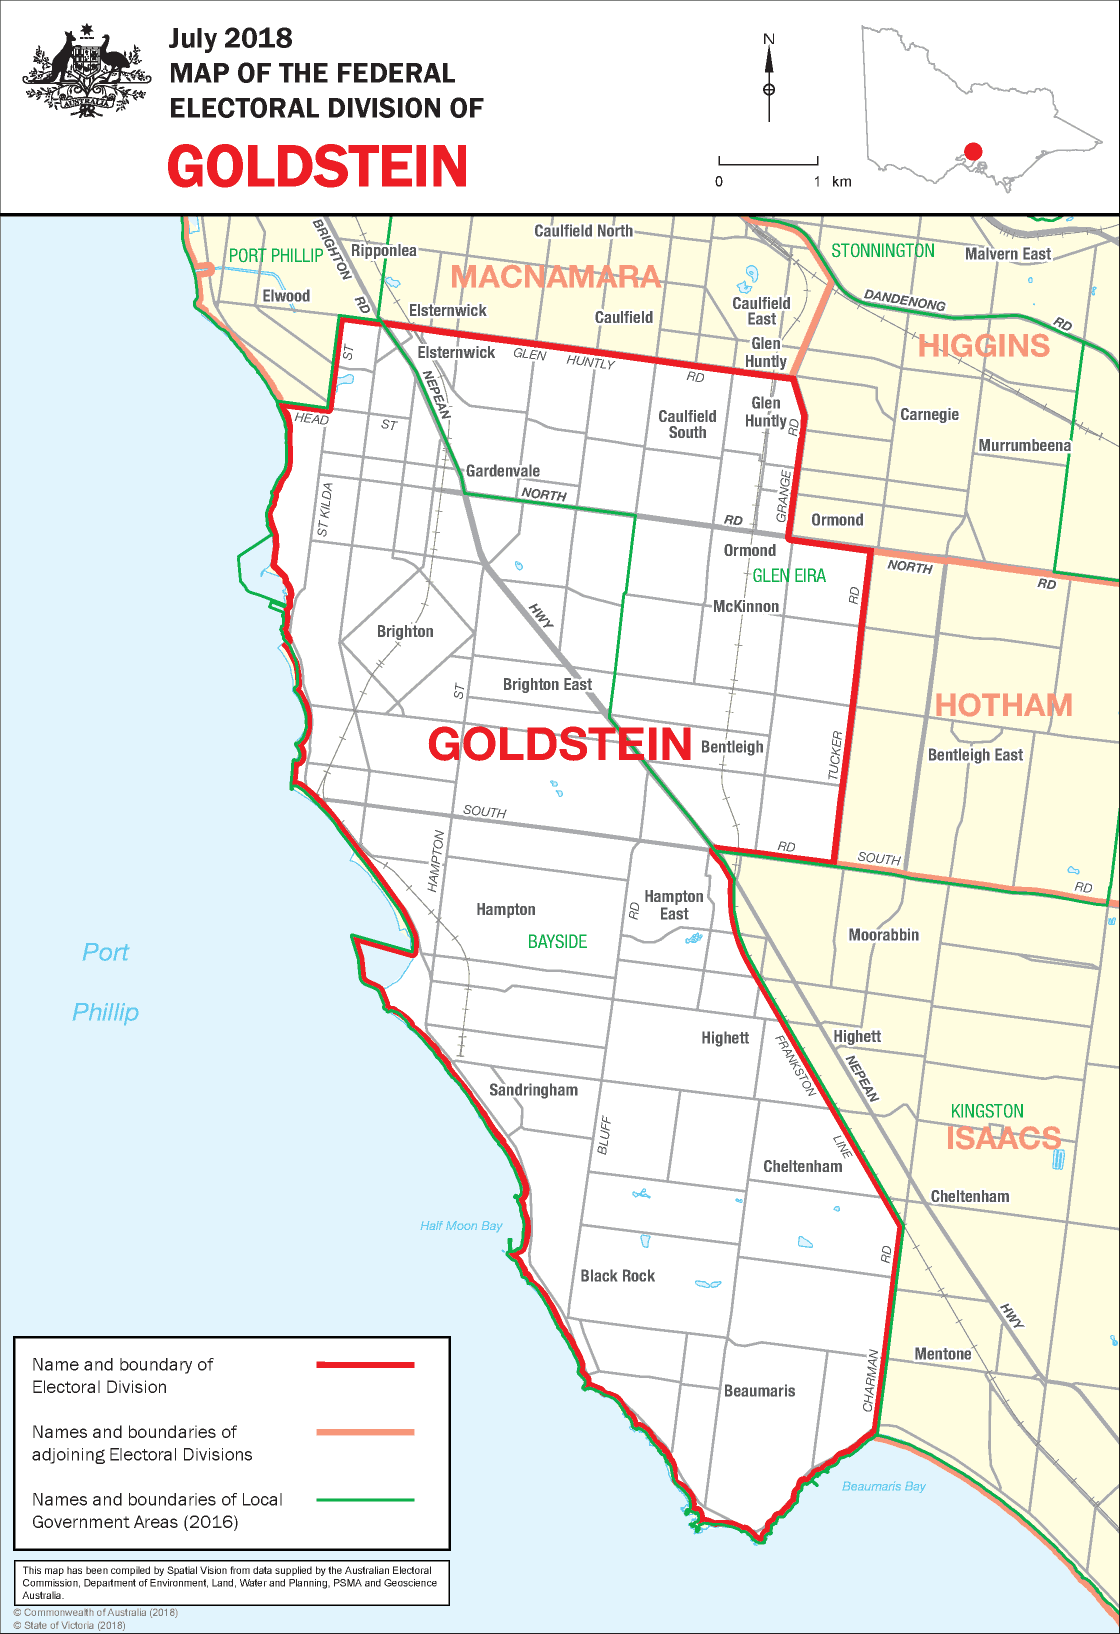 July 2018
MAP OF THE FEDERAL
ELECTORAL DIVISION OF
GOLDSTEIN
AUSTRALIA
N
0 1 km
PORT PHILLIP
BRIGHTON
RD
Ripponlea
Elwood
Caulfield North
MACNAMARA
STONNINGTON
Malvern East
Elsternwick
Caulfield
Caulfield
East
DANDENONG
RD
HIGGINS
Glen
Huntly
ST
Elsternwick
GLEN
HUNTLY
RD
NEPEAN
HEAD
ST
Caulfield
South
Glen
Huntly
RD
Carnegie
Murrumbeena
Gardenvale
ST KILDA
NORTH
RD
GRANGE
Ormond
Ormond
GLEN EIRA
NORTH
RD
RD
McKinnon
HWY
Brighton
ST
Brighton East
HOTHAM
GOLDSTEIN
Bentleigh
TUCKER
Bentleigh East
SOUTH
RD
SOUTH
RD
HAMPTON
Hampton
RD
Hampton
East
BAYSIDE
Moorabbin
Port
Phillip
Highett
FRANKSTON
Highett
NEPEAN
Sandringham
BLUFF
LINE
KINGSTON
ISAACS
Cheltenham
Cheltenham
Half Moon Bay
RD
Black Rock
HWY
CHARMAN
Mentone
Beaumaris
Beaumaris Bay
Name and boundary of
Electoral Division
Names and boundaries of
adjoining Electoral Divisions
Names and boundaries of Local
Government Areas (2016)
This map has been compiled by Spatial Vision from data supplied by the Australian Electoral
Commission, Department of Environment, Land, Water and Planning, PSMA and Geoscience
Australia.
© Commonwealth of Australia (2018)
© State of Victoria (2018)